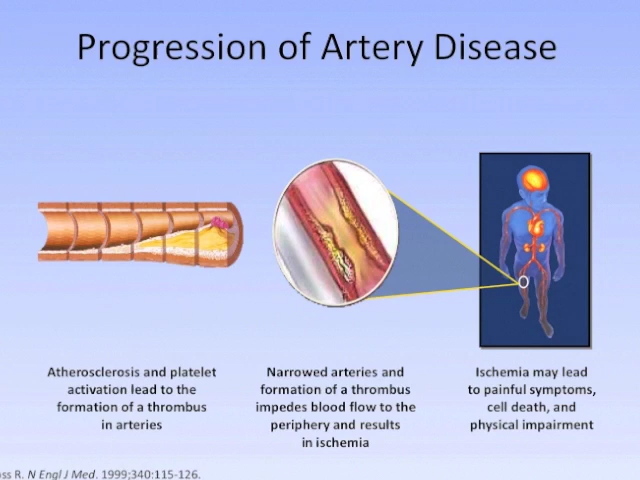 Progression of Artery Disease
Atherosclerosis and platelet
activation lead to the
formation of a thrombus
in arteries
Narrowed arteries and
formation of a thrombus
impedes blood flow to the
periphery and results
in ischemia
Ischemia may lead
to painful symptoms,
cell death, and
physical impairment
R. N Engl J Med. 1999;340:115-126.